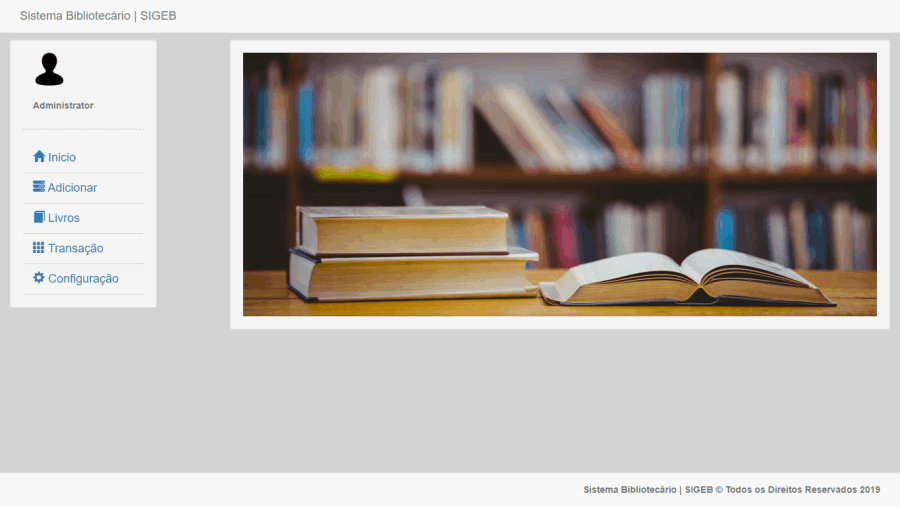 Sistema Bibliotecário | SIGEB
Administrator
Inicio
Adicionar
Livros
Transação
Configuração
Sistema Bibliotecário | SIGEB © Todos os Direitos Reservados 2019